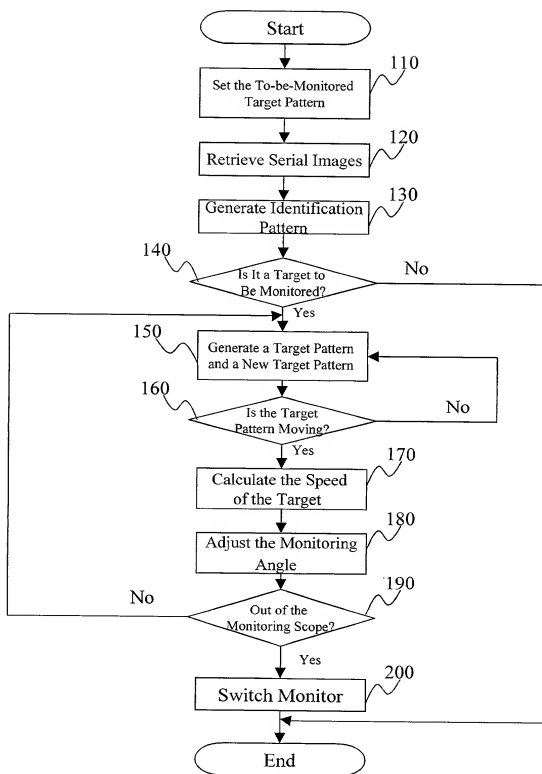 Start
110
Set the To-be-Monitored
Target Pattern
120
Retrieve Serial Images
130
Generate Identification
Pattern
140
Is It a Target to
Be Monitored?
No
Yes
150
Generate a Target Pattern
and a New Target Pattern
160
Is the Target
Pattern Moving?
No
Yes
170
Calculate the Speed
of the Target
180
Adjust the Monitoring
Angle
190
No
Out of the
Monitoring Scope?
Yes
200
Switch Monitor
End